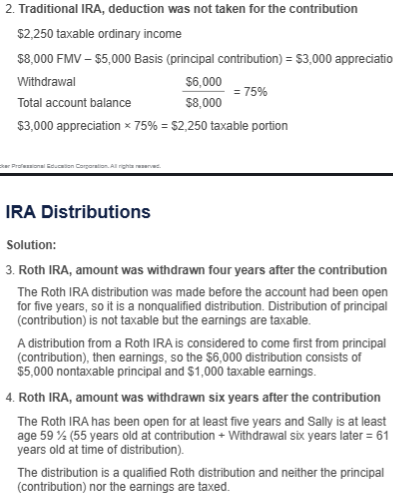 2. Traditional IRA, deduction was not taken for the contribution
$2,250 taxable ordinary income
$8,000 FMV – $5,000 Basis (principal contribution) = $3,000 appreciatio
Withdrawal $6,000
= 75%
Total account balance $8,000
$3,000 appreciation × 75% = $2,250 taxable portion
Professional Education Corporation. All rights reserved.
IRA Distributions
Solution:
3. Roth IRA, amount was withdrawn four years after the contribution
The Roth IRA distribution was made before the account had been open
for five years, so it is a nonqualified distribution. Distribution of principal
(contribution) is not taxable but the earnings are taxable.
A distribution from a Roth IRA is considered to come first from principal
(contribution), then earnings, so the $6,000 distribution consists of
$5,000 nontaxable principal and $1,000 taxable earnings.
4. Roth IRA, amount was withdrawn six years after the contribution
The Roth IRA has been open for at least five years and Sally is at least
age 59 ½ (55 years old at contribution + Withdrawal six years later = 61
years old at time of distribution).
The distribution is a qualified Roth distribution and neither the principal
(contribution) nor the earnings are taxed.